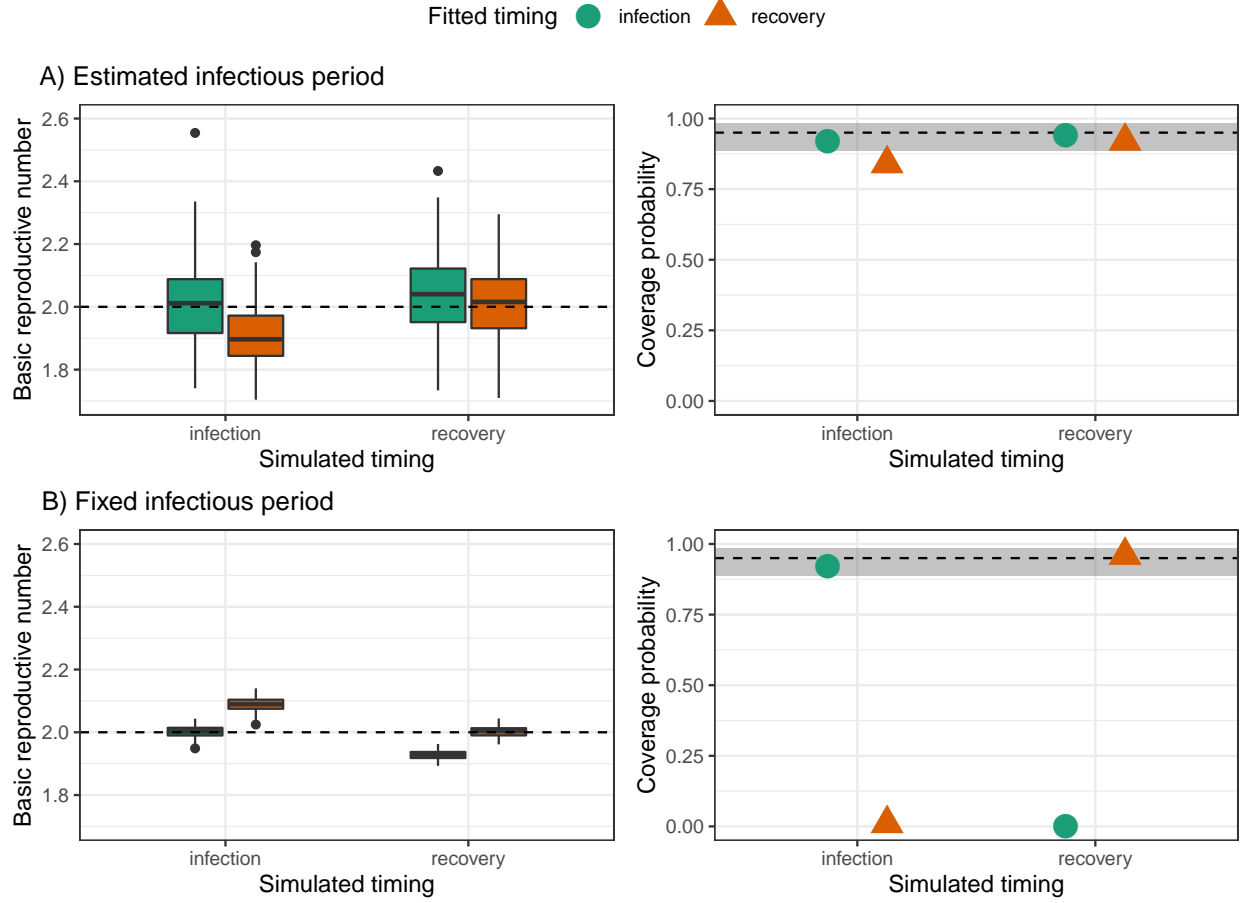 Fitted timing infection recovery
A) Estimated infectious period
Basic reproductive number
2.6
2.4
2.2
2.0
1.8
infection recovery
Simulated timing
Coverage probability
1.00
0.75
0.50
0.25
0.00
infection recovery
Simulated timing
B) Fixed infectious period
Basic reproductive number
2.6
2.4
2.2
2.0
1.8
infection recovery
Simulated timing
Coverage probability
1.00
0.75
0.50
0.25
0.00
infection recovery
Simulated timing